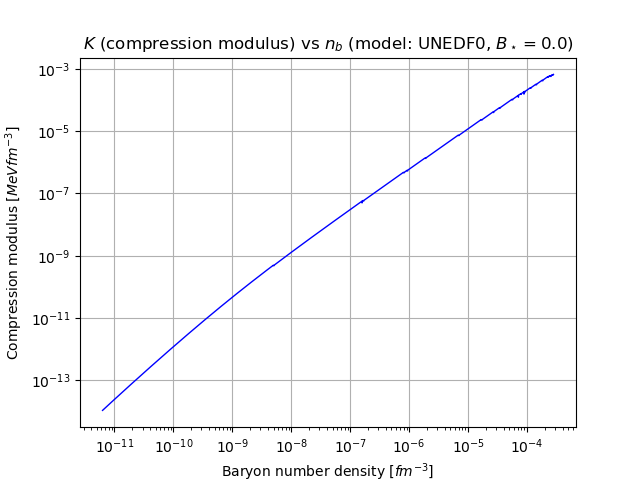 K (compression modulus) vs n_b (model: UNEDF0, B_⋆ = 0.0)
Compression modulus [MeVfm⁻³]
10⁻³
10⁻⁵
10⁻⁷
10⁻⁹
10⁻¹¹
10⁻¹³
10⁻¹¹ 10⁻¹⁰ 10⁻⁹ 10⁻⁸ 10⁻⁷ 10⁻⁶ 10⁻⁵ 10⁻⁴
Baryon number density [fm⁻³]